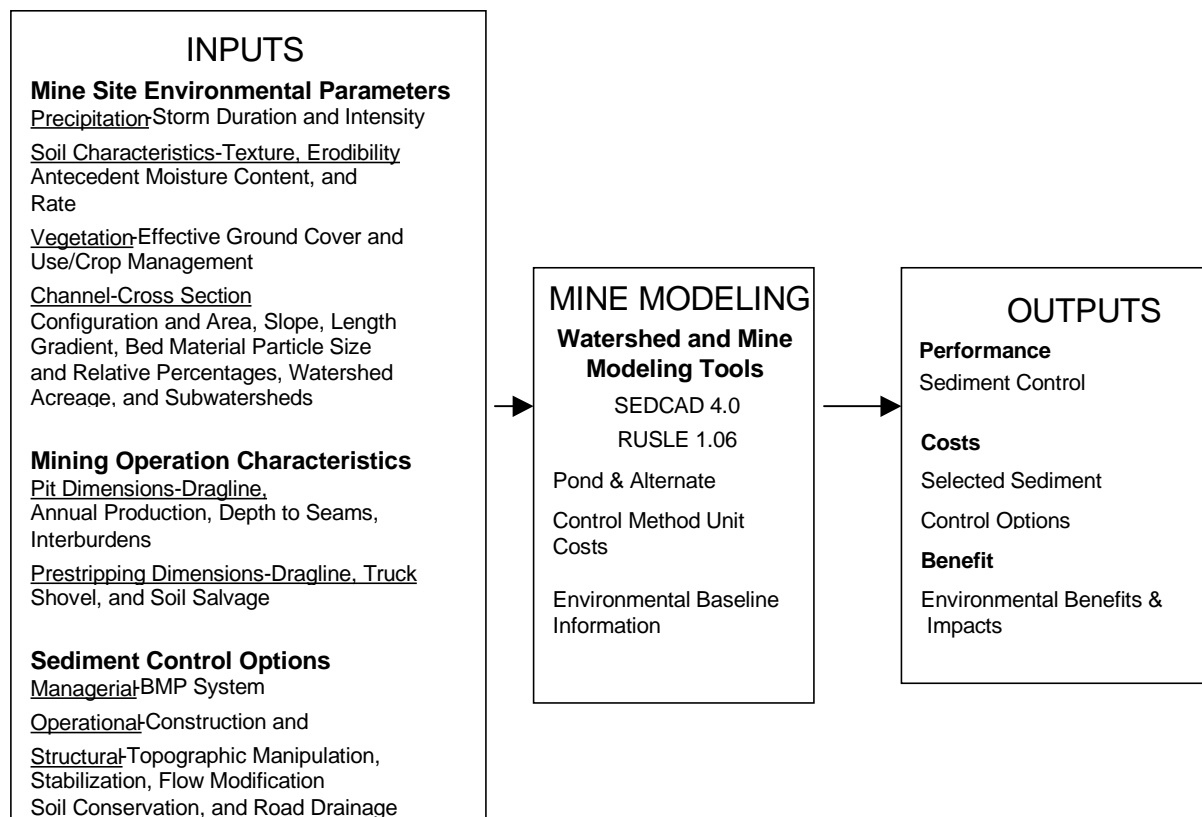 INPUTS
Mine Site Environmental Parameters
Precipitation-Storm Duration and Intensity
Soil Characteristics-Texture, Erodibility
Antecedent Moisture Content, and
Rate
Vegetation-Effective Ground Cover and
Use/Crop Management
Channel-Cross Section
Configuration and Area, Slope, Length
Gradient, Bed Material Particle Size
and Relative Percentages, Watershed
Acreage, and Subwatersheds
Mining Operation Characteristics
Pit Dimensions-Dragline,
Annual Production, Depth to Seams,
Interburdens
Prestripping Dimensions-Dragline, Truck
Shovel, and Soil Salvage
Sediment Control Options
Managerial-BMP System
Operational-Construction and
Structural-Topographic Manipulation,
Stabilization, Flow Modification
Soil Conservation, and Road Drainage
MINE MODELING
Watershed and Mine
Modeling Tools
SEDCAD 4.0
RUSLE 1.06
Pond & Alternate
Control Method Unit
Costs
Environmental Baseline
Information
OUTPUTS
Performance
Sediment Control
Costs
Selected Sediment
Control Options
Benefit
Environmental Benefits &
Impacts